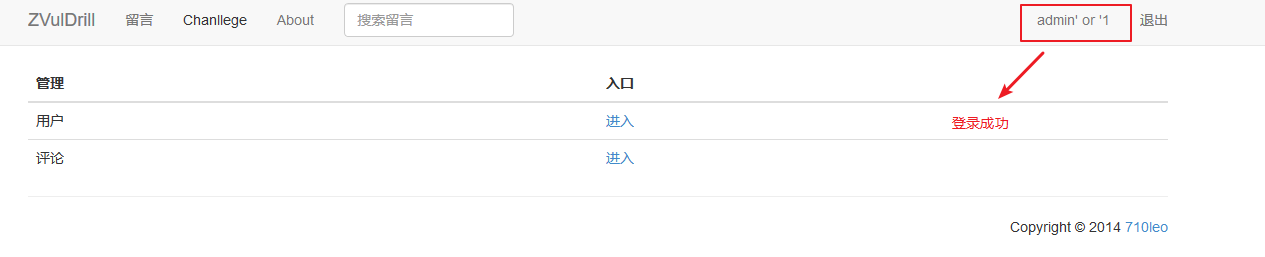 ZVulDrill 留言 Chanllege About 搜索留言 admin' or '1 退出
管理 入口
用户 进入 登录成功
评论 进入
Copyright © 2014 710leo